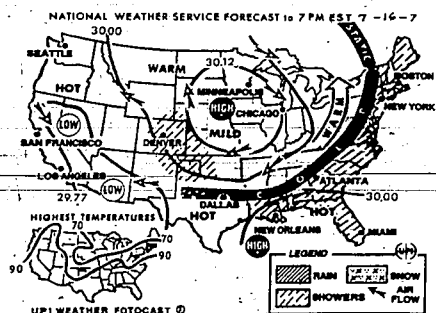 NATIONAL WEATHER SERVICE FORECAST to 7 PM EST 7-16-7
30.00
SEATTLE
STATIC
WARM
30.12
BOSTON
HOT
MINNEAPOLIS
NEW YORK
HIGH
CHICAGO
WARM
LOW
MILD
SAN FRANCISCO
DENVER
LOS ANGELES
LOW
ATLANTA
29.77
DALLAS
30.00
HIGHEST TEMPERATURES
HOT
HOT
70
NEW ORLEANS
MIAMI
70
HIGH
90
90
LEGEND
UPI
RAIN
SNOW
SHOWERS
AIR FLOW
UPI WEATHER FOTOCAST